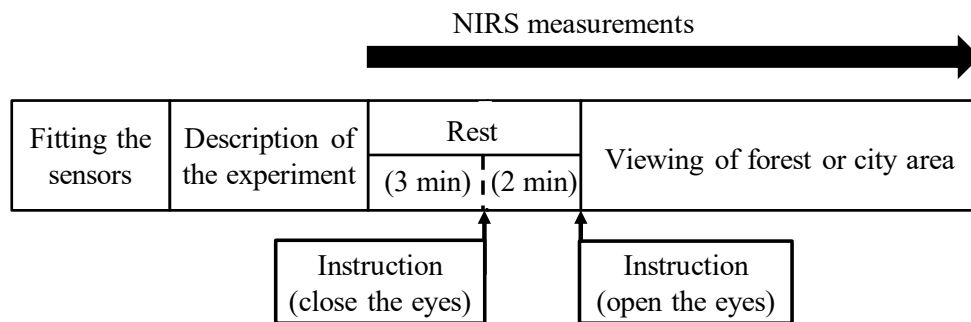 NIRS measurements
Fitting the
sensors
Description of
the experiment
Rest
(3 min)
(2 min)
Viewing of forest or city area
Instruction
(close the eyes)
Instruction
(open the eyes)